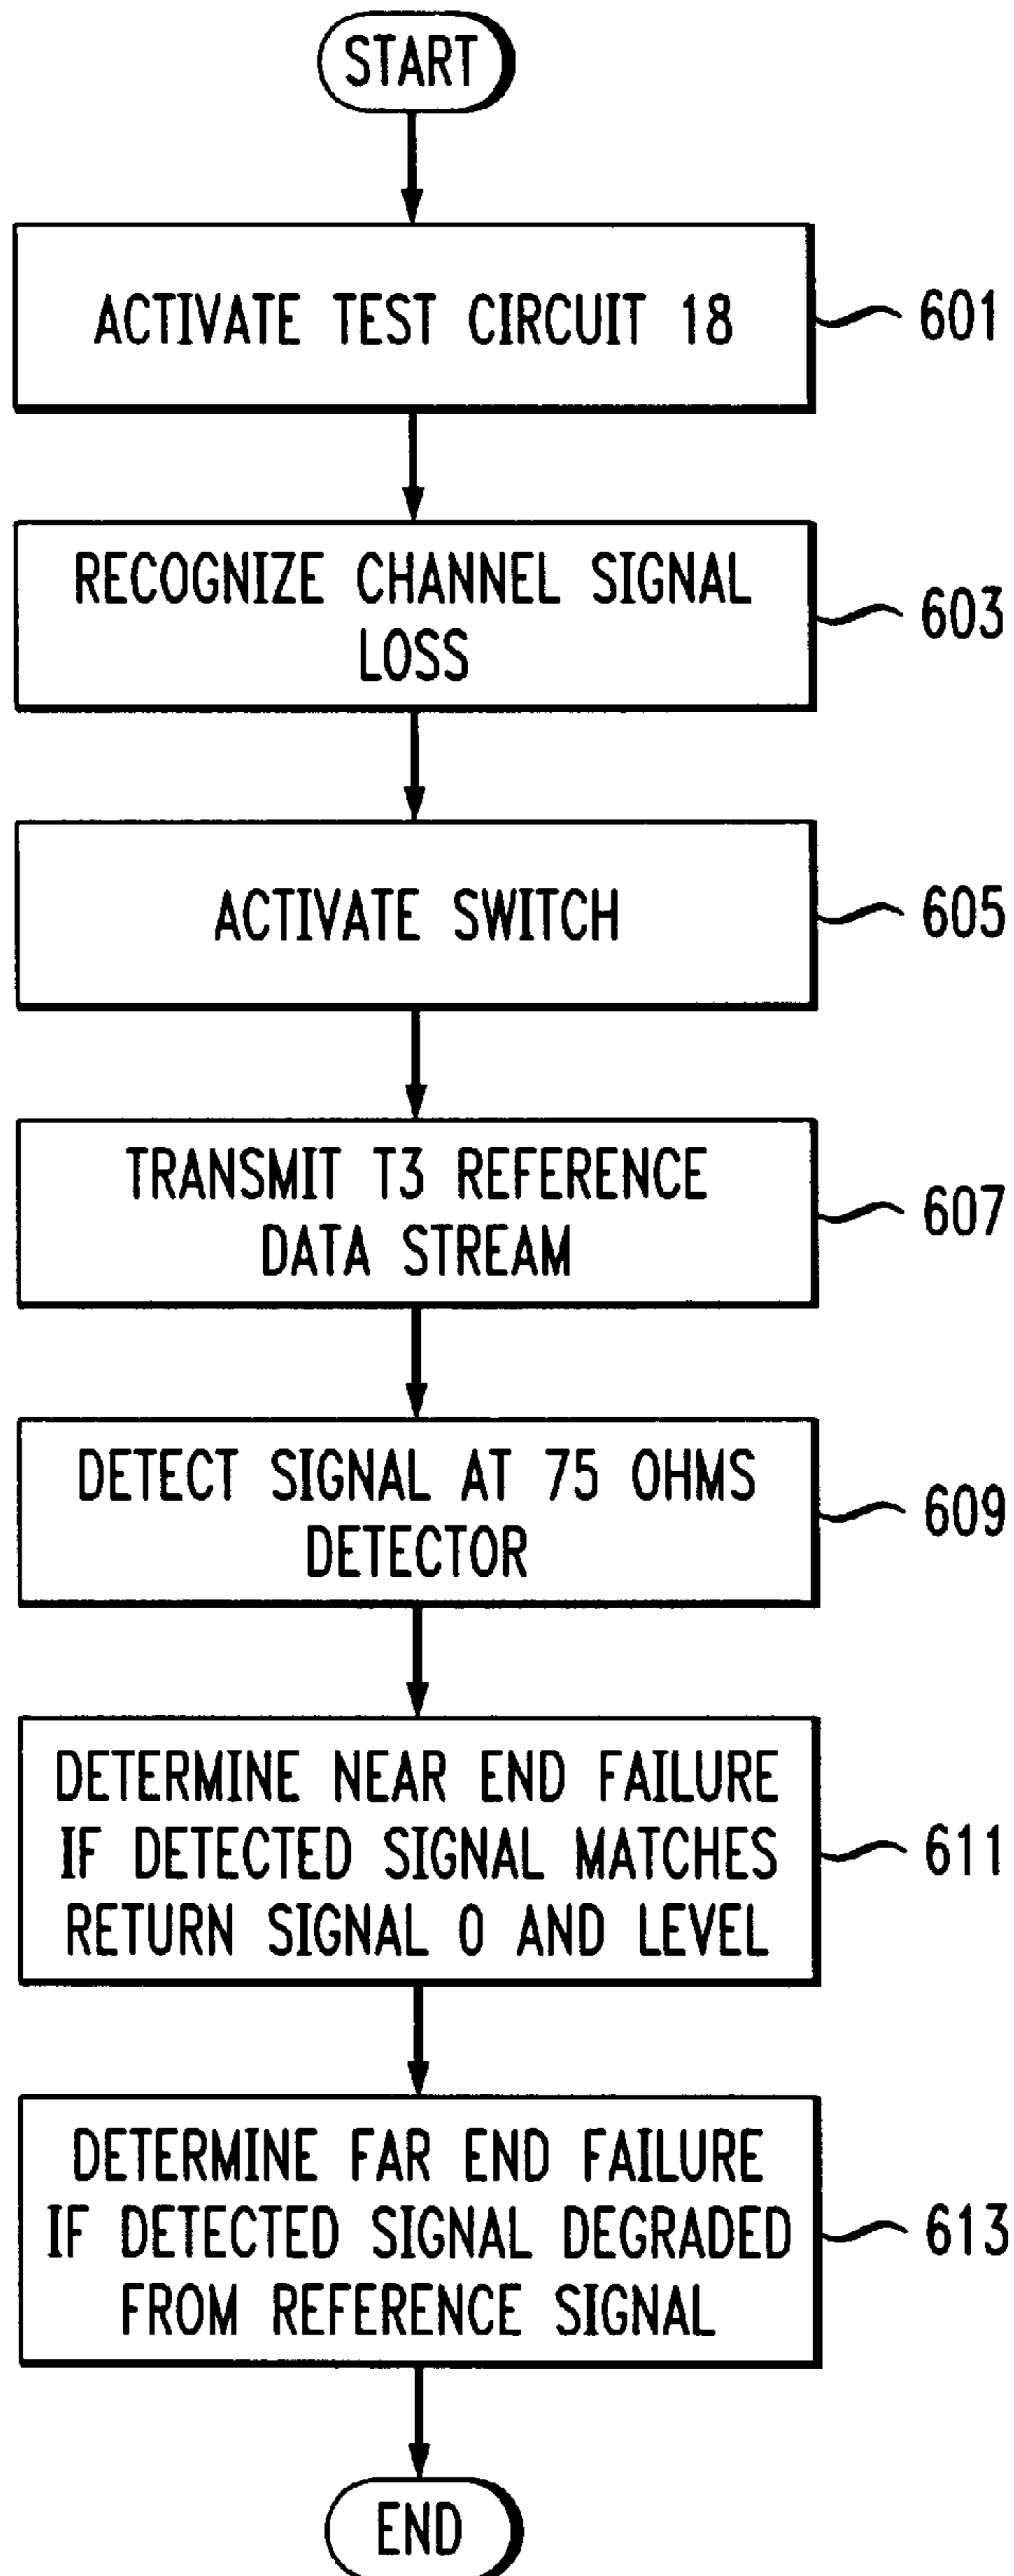 START
ACTIVATE TEST CIRCUIT 18
601
RECOGNIZE CHANNEL SIGNAL
LOSS
603
ACTIVATE SWITCH
605
TRANSMIT T3 REFERENCE
DATA STREAM
607
DETECT SIGNAL AT 75 OHMS
DETECTOR
609
DETERMINE NEAR END FAILURE
IF DETECTED SIGNAL MATCHES
RETURN SIGNAL 0 AND LEVEL
611
DETERMINE FAR END FAILURE
IF DETECTED SIGNAL DEGRADED
FROM REFERENCE SIGNAL
613
END